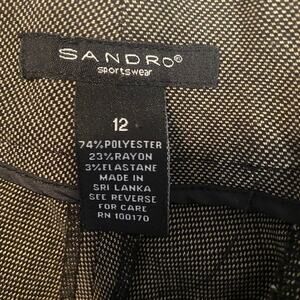 SANDRO®
sportswear
12
74%POLYESTER
23%RAYON
3%ELASTANE
MADE IN
SRI LANKA
SEE REVERSE
FOR CARE
RN 100170